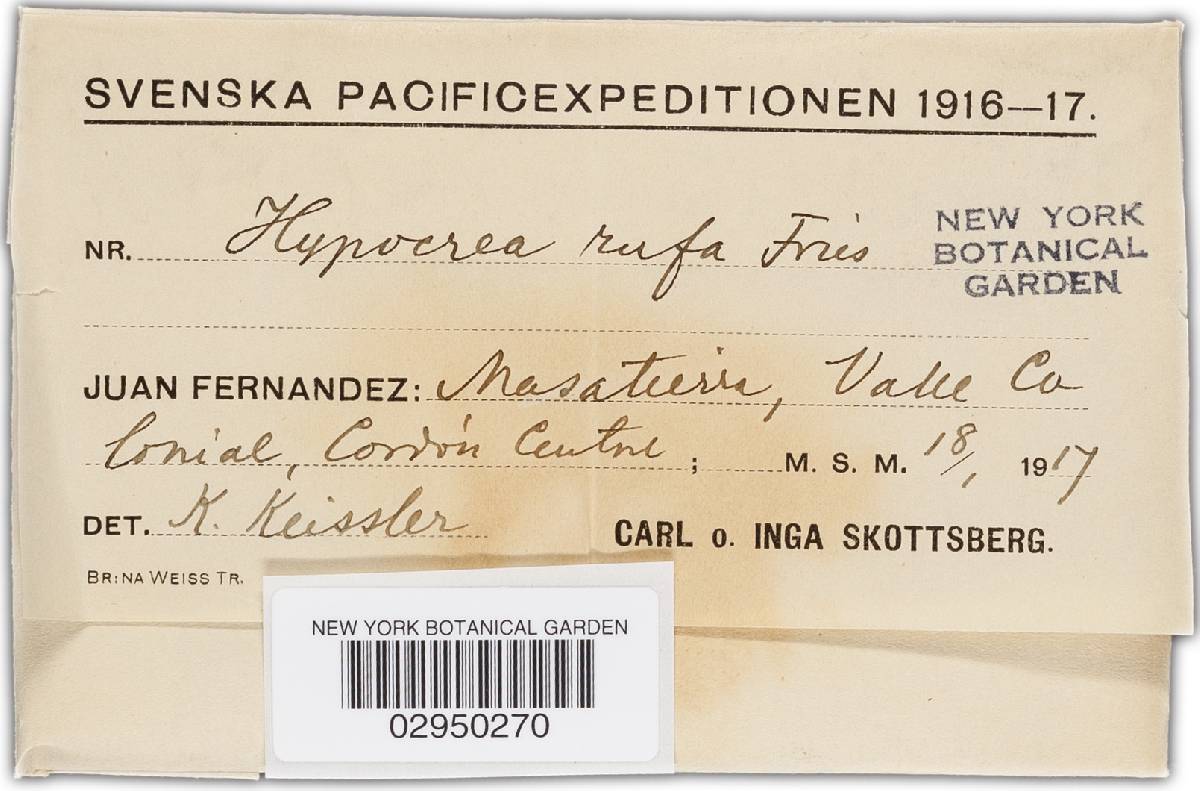 SVENSKA PACIFICEXPEDITIONEN 1916—17.
NR. Hypocrea rufa Fries
NEW YORK
BOTANICAL
GARDEN
JUAN FERNANDEZ: Masatierra, Valle Co
lonial, Cordón Centre ; M. S. M. 18/1 1917
DET. K. Keissler
CARL o. INGA SKOTTSBERG.
BR:NA WEISS TR.
NEW YORK BOTANICAL GARDEN
02950270